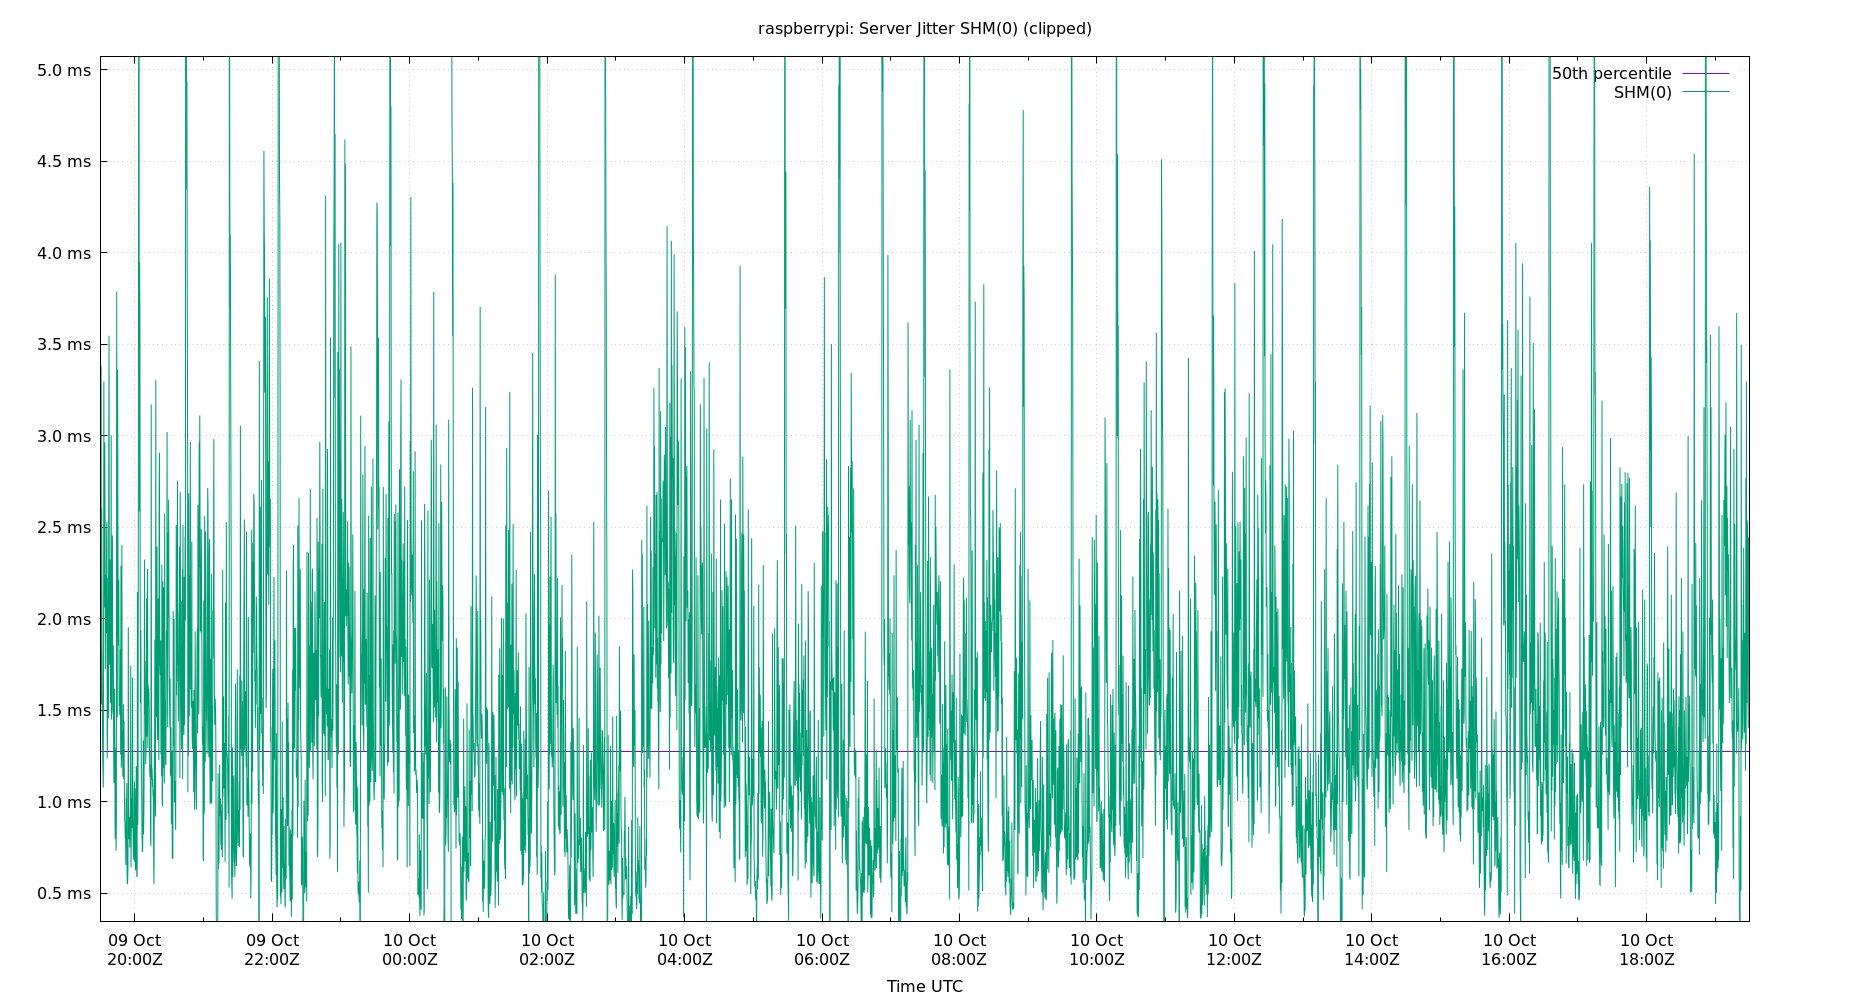 raspberrypi: Server Jitter SHM(0) (clipped)
5.0 ms
4.5 ms
4.0 ms
3.5 ms
3.0 ms
2.5 ms
2.0 ms
1.5 ms
1.0 ms
0.5 ms
50th percentile
SHM(0)
09 Oct 09 Oct 10 Oct 10 Oct 10 Oct 10 Oct 10 Oct 10 Oct 10 Oct 10 Oct 10 Oct 10 Oct
20:00Z 22:00Z 00:00Z 02:00Z 04:00Z 06:00Z 08:00Z 10:00Z 12:00Z 14:00Z 16:00Z 18:00Z
Time UTC